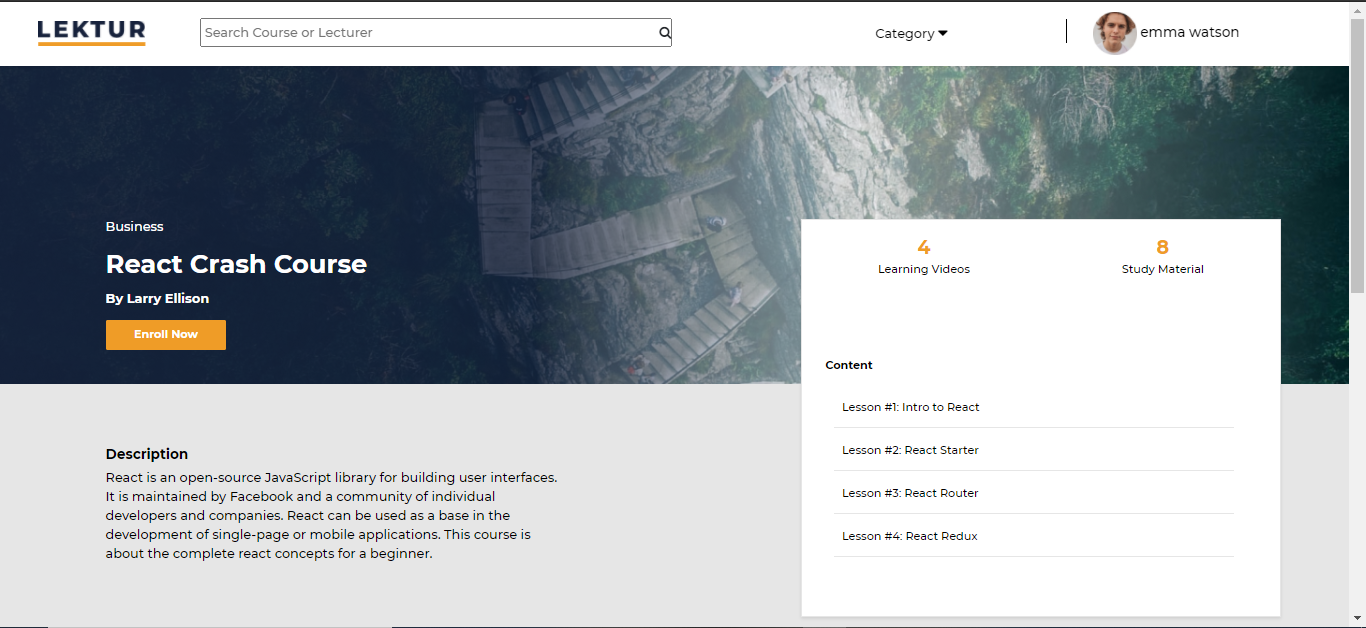 LEKTUR
Search Course or Lecturer
Category
emma watson
Business
React Crash Course
By Larry Ellison
Enroll Now
4
Learning Videos
8
Study Material
Content
Lesson #1: Intro to React
Lesson #2: React Starter
Lesson #3: React Router
Lesson #4: React Redux
Description
React is an open-source JavaScript library for building user interfaces.
It is maintained by Facebook and a community of individual
developers and companies. React can be used as a base in the
development of single-page or mobile applications. This course is
about the complete react concepts for a beginner.